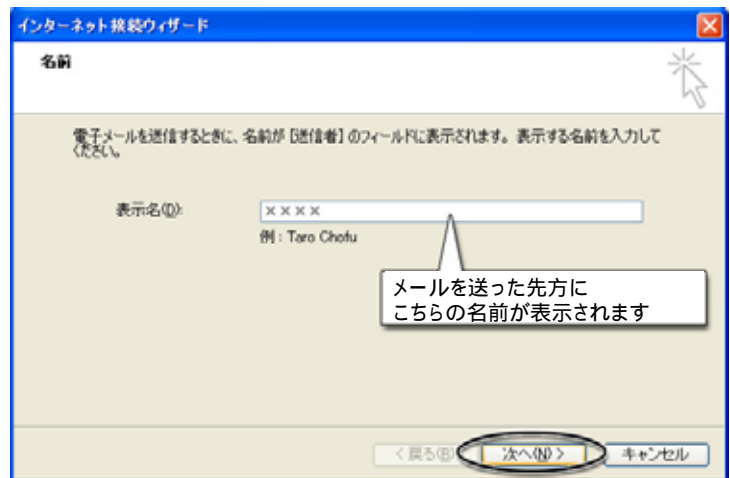 インターネット接続ウィザード
名前
電子メールを送信するときに、名前が [送信者] のフィールドに表示されます。表示する名前を入力して
ください。
表示名(D):
××××
例 : Taro Chofu
メールを送った先方に
こちらの名前が表示されます
< 戻る(B)
次へ(N) >
キャンセル